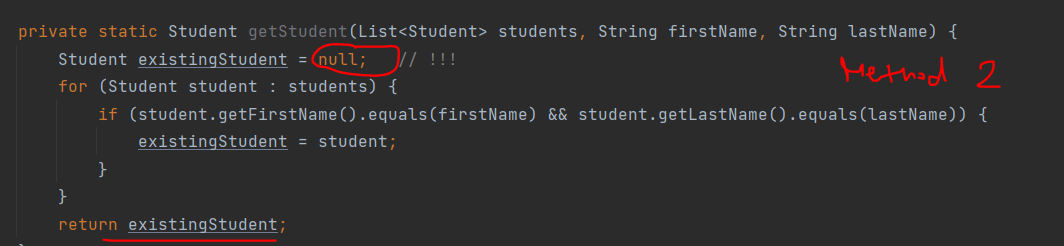 private static Student getStudent(List<Student> students, String firstName, String lastName) {
Student existingStudent = null; // !!!
Method 2
for (Student student : students) {
if (student.getFirstName().equals(firstName) && student.getLastName().equals(lastName)) {
existingStudent = student;
}
}
return existingStudent;